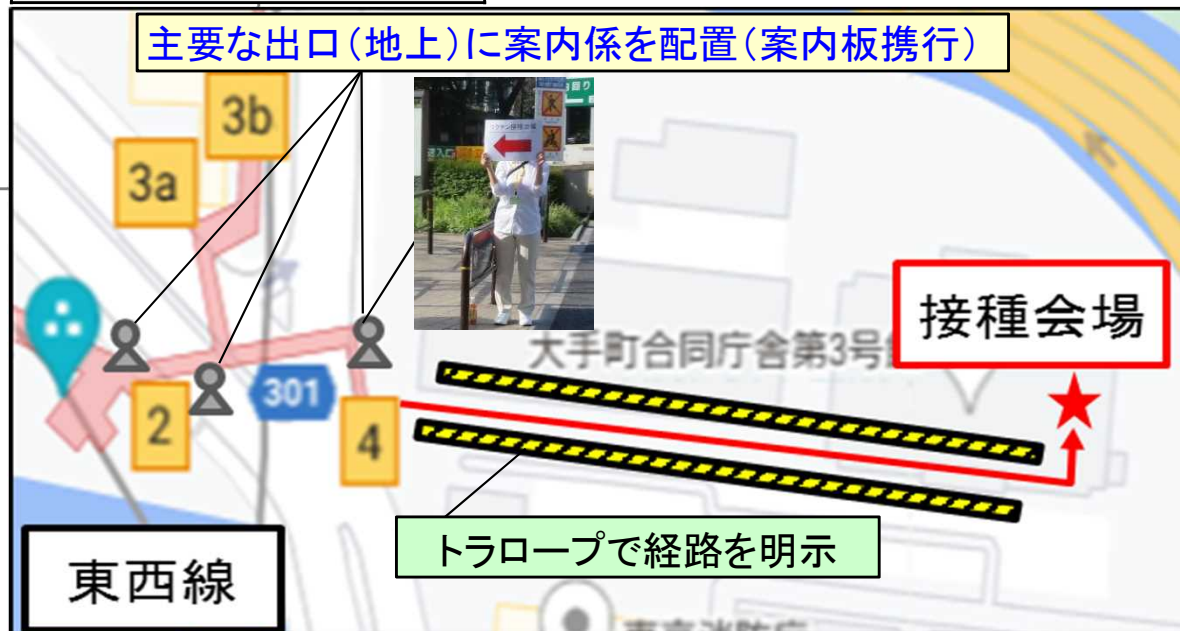 主要な出口(地上)に案内係を配置(案内板携行)
3b
3a
接種会場
大手町合同庁舎第3号
301
2
4
トラロープで経路を明示
東西線